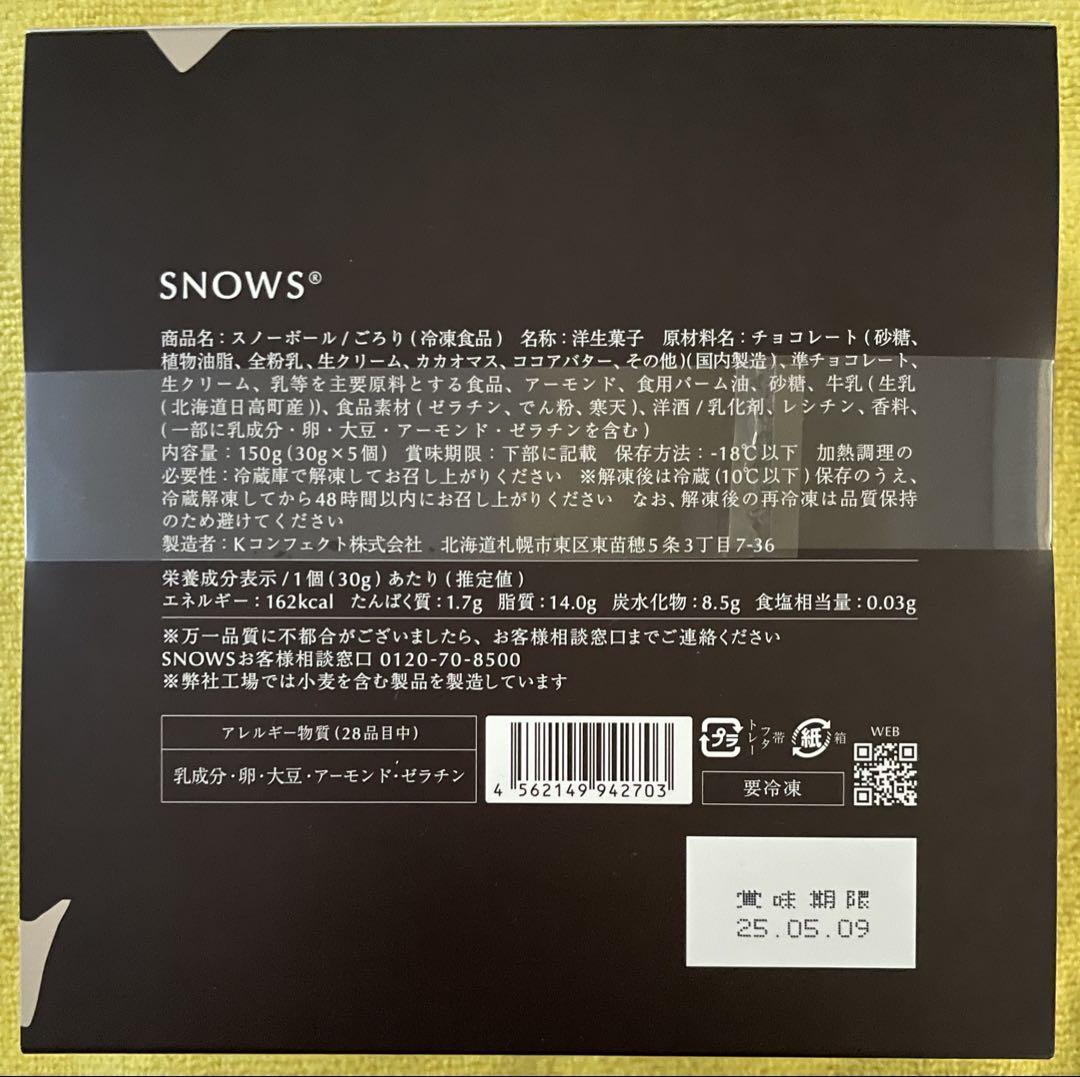 SNOWS®
商品名：スノーボール/ごろり(冷凍食品)　名称：洋生菓子　原材料名：チョコレート(砂糖、
植物油脂、全粉乳、生クリーム、カカオマス、ココアバター、その他)(国内製造)、準チョコレート、
生クリーム、乳等を主要原料とする食品、アーモンド、食用パーム油、砂糖、牛乳(生乳
(北海道日高町産))、食品素材(ゼラチン、でん粉、寒天)、洋酒/乳化剤、レシチン、香料、
(一部に乳成分・卵・大豆・アーモンド・ゼラチンを含む)
内容量：150g(30g×5個)　賞味期限：下部に記載　保存方法：-18℃以下　加熱調理の
必要性：冷蔵庫で解凍してお召し上がりください　※解凍後は冷蔵(10℃以下)保存のうえ、
冷蔵解凍してから48時間以内にお召し上がりください　なお、解凍後の再冷凍は品質保持
のため避けてください
製造者：Kコンフェクト株式会社　北海道札幌市東区東苗穂5条3丁目7-36
栄養成分表示/1個(30g)あたり(推定値)
エネルギー：162kcal　たんぱく質：1.7g　脂質：14.0g　炭水化物：8.5g　食塩相当量：0.03g
※万一品質に不都合がございましたら、お客様相談窓口までご連絡ください
SNOWSお客様相談窓口 0120-70-8500
※弊社工場では小麦を含む製品を製造しています
アレルギー物質(28品目中)
乳成分・卵・大豆・アーモンド・ゼラチン
4 562149 942703
プラ
トレー
フタ
帯
紙
箱
WEB
要冷凍
賞味期限
25.05.09